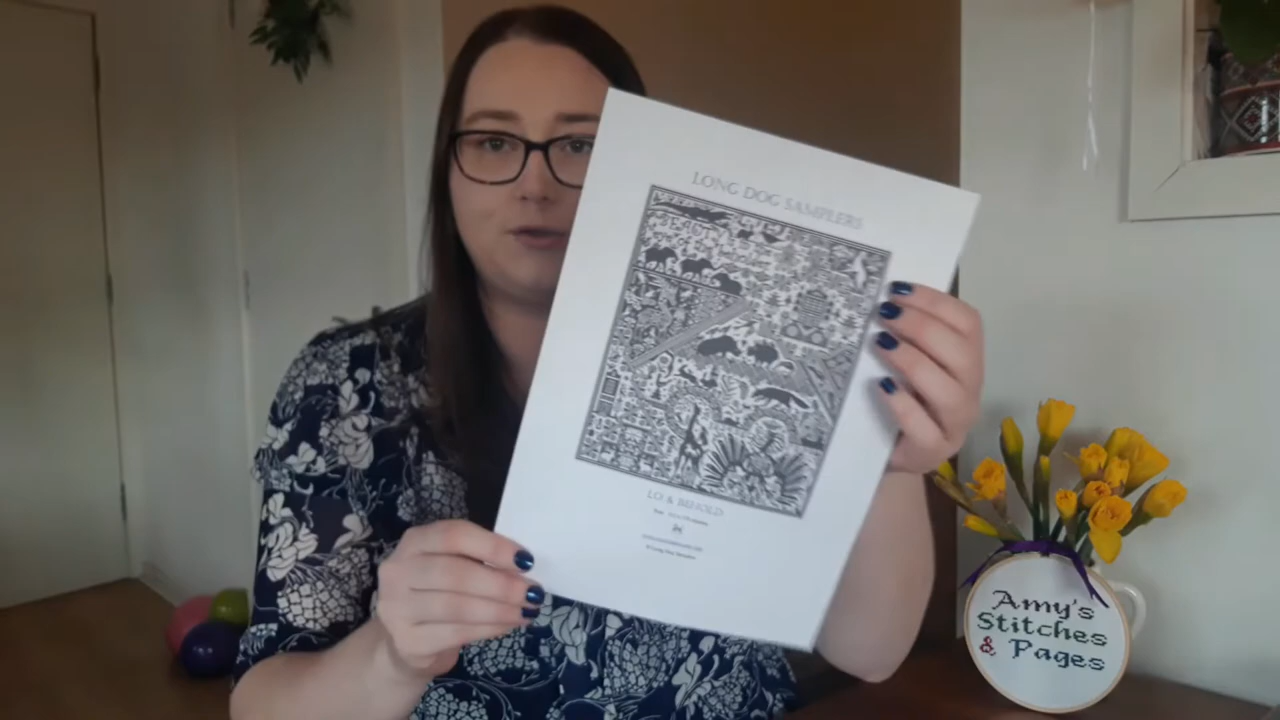 LONG DOG SAMPLERS
LO & BEHOLD
Amy's
Stitches
& Pages